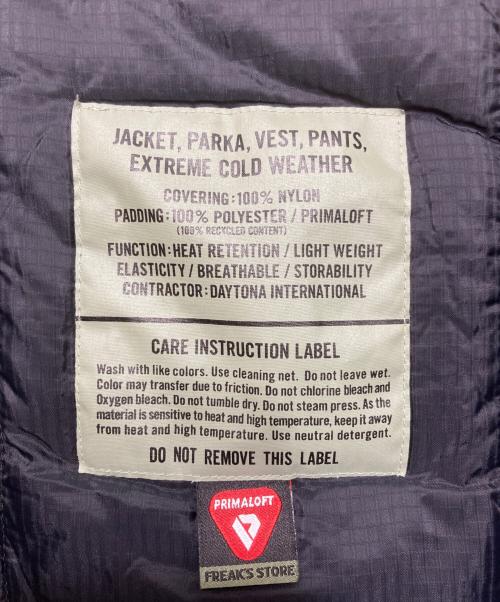 JACKET, PARKA, VEST, PANTS,
EXTREME COLD WEATHER
COVERING:100% NYLON
PADDING:100% POLYESTER / PRIMALOFT
(100% RECYCLED CONTENT)
FUNCTION:HEAT RETENTION / LIGHT WEIGHT
ELASTICITY / BREATHABLE / STORABILITY
CONTRACTOR:DAYTONA INTERNATIONAL
CARE INSTRUCTION LABEL
Wash with like colors. Use cleaning net. Do not leave wet.
Color may transfer due to friction. Do not chlorine bleach and
Oxygen bleach. Do not tumble dry. Do not steam press. As the
material is sensitive to heat and high temperature, keep it away
from heat and high temperature. Use neutral detergent.
DO NOT REMOVE THIS LABEL
PRIMALOFT
FREAK'S STORE